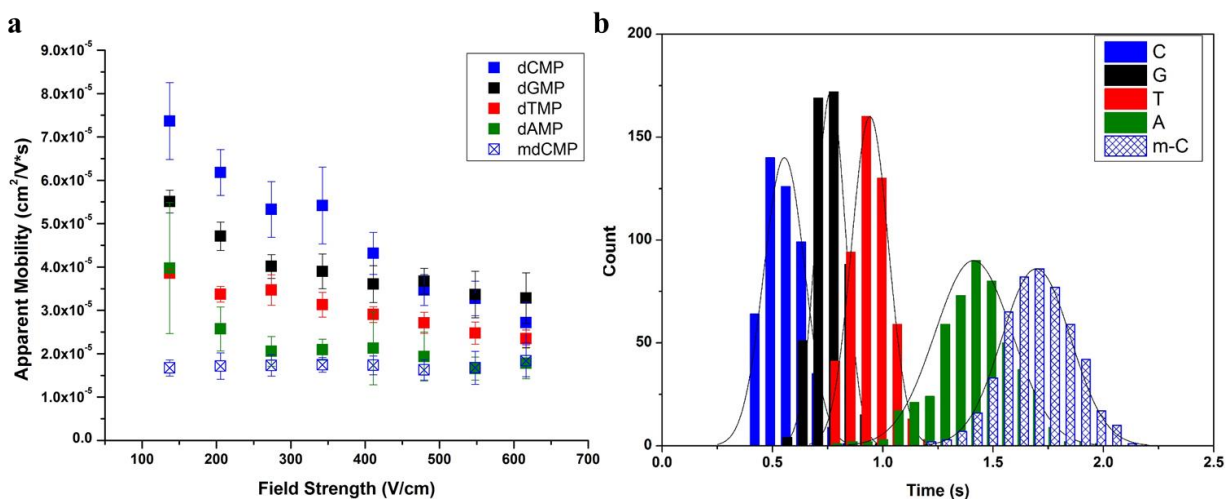 a
Apparent Mobility (cm²/V*s)
9.0x10⁻⁵
8.0x10⁻⁵
7.0x10⁻⁵
6.0x10⁻⁵
5.0x10⁻⁵
4.0x10⁻⁵
3.0x10⁻⁵
2.0x10⁻⁵
1.0x10⁻⁵
0.0
dCMP
dGMP
dTMP
dAMP
mdCMP
100 200 300 400 500 600 700
Field Strength (V/cm)
b
Count
200
150
100
50
0
C
G
T
A
m-C
0.0 0.5 1.0 1.5 2.0 2.5
Time (s)